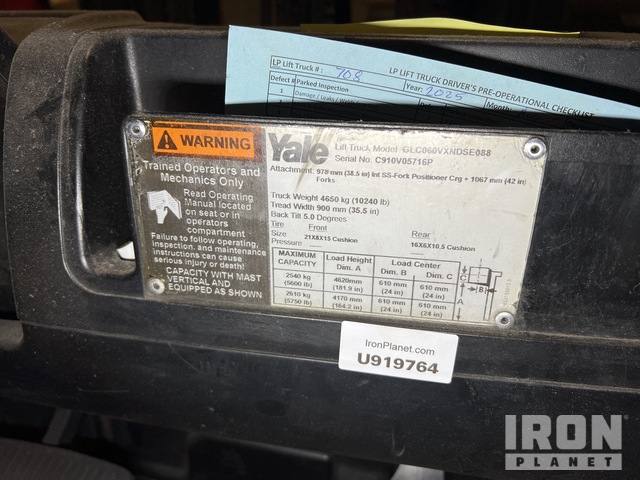 LP Lift Truck #: 708 LP LIFT TRUCK DRIVER'S PRE-OPERATIONAL CHECKLIST
Defect # Parked Inspection Year: 2025
1 Damage / Leaks /
WARNING
Trained Operators and
Mechanics Only
Read Operating
Manual located
on seat or in
operators
compartment
Failure to follow operating,
inspection, and maintenance
instructions can cause
serious injury or death!
CAPACITY WITH MAST
VERTICAL AND
EQUIPPED AS SHOWN
Yale
Lift Truck Model GLC060VXNDSE088
Serial No. C910V05716P
Attachment 978 mm (38.5 in) Int SS-Fork Positioner Crg + 1067 mm (42 in)
Forks
Truck Weight 4650 kg (10240 lb)
Tread Width 900 mm (35.5 in)
Back Tilt 5.0 Degrees
Tire Front Rear
Size 21X8X15 Cushion 16X6X10.5 Cushion
Pressure
MAXIMUM CAPACITY Load Height Dim. A Load Center Dim. B Dim. C
2540 kg (5600 lb) 4620mm (181.9 in) 610 mm (24 in) 610 mm (24 in)
2610 kg (5750 lb) 4170 mm (164.2 in) 610 mm (24 in) 610 mm (24 in)
C
B
A
IronPlanet.com
U919764
IRON
PLANET